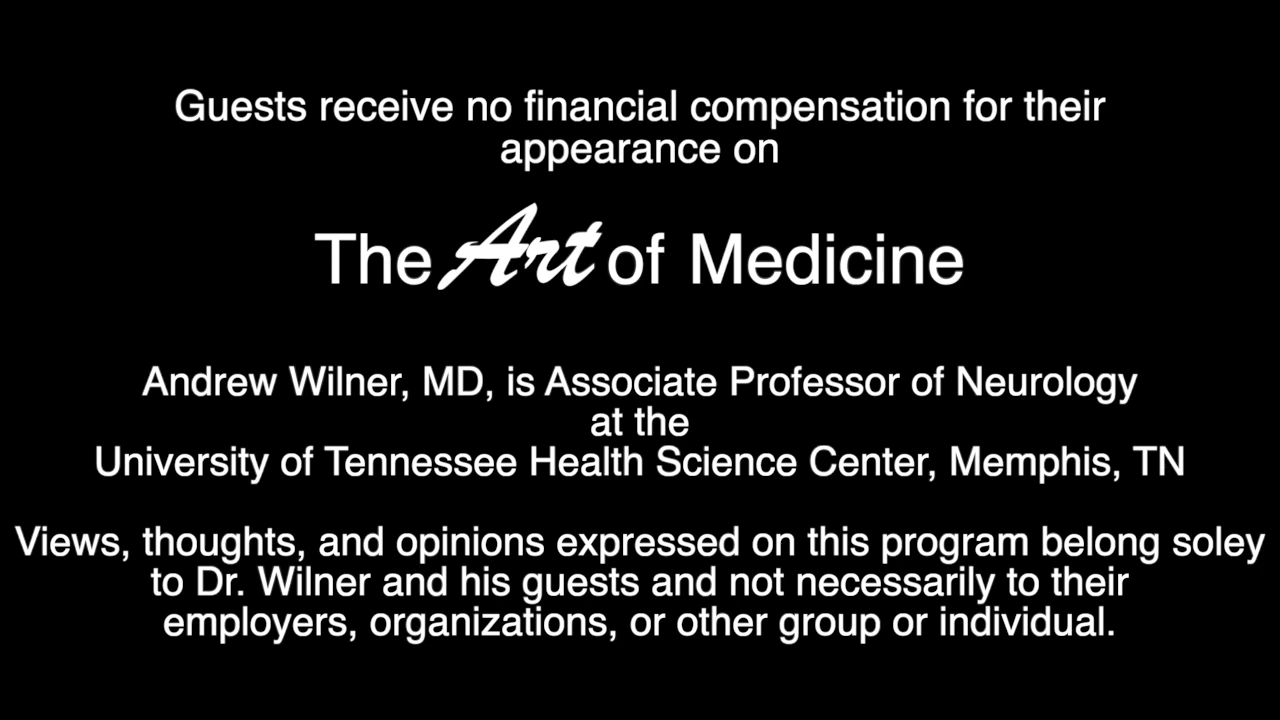 Guests receive no financial compensation for their
appearance on
The Art of Medicine
Andrew Wilner, MD, is Associate Professor of Neurology
at the
University of Tennessee Health Science Center, Memphis, TN
Views, thoughts, and opinions expressed on this program belong soley
to Dr. Wilner and his guests and not necessarily to their
employers, organizations, or other group or individual.